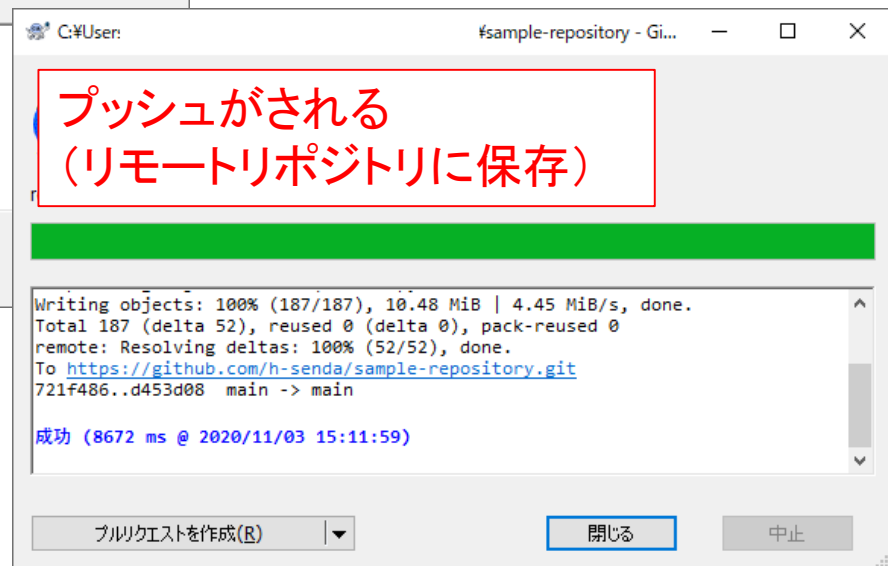 C:¥User: ¥sample-repository - Gi...
プッシュがされる
（リモートリポジトリに保存）
Writing objects: 100% (187/187), 10.48 MiB | 4.45 MiB/s, done.
Total 187 (delta 52), reused 0 (delta 0), pack-reused 0
remote: Resolving deltas: 100% (52/52), done.
To https://github.com/h-senda/sample-repository.git
721f486..d453d08 main -> main
成功 (8672 ms @ 2020/11/03 15:11:59)
プルリクエストを作成(R)
閉じる
中止